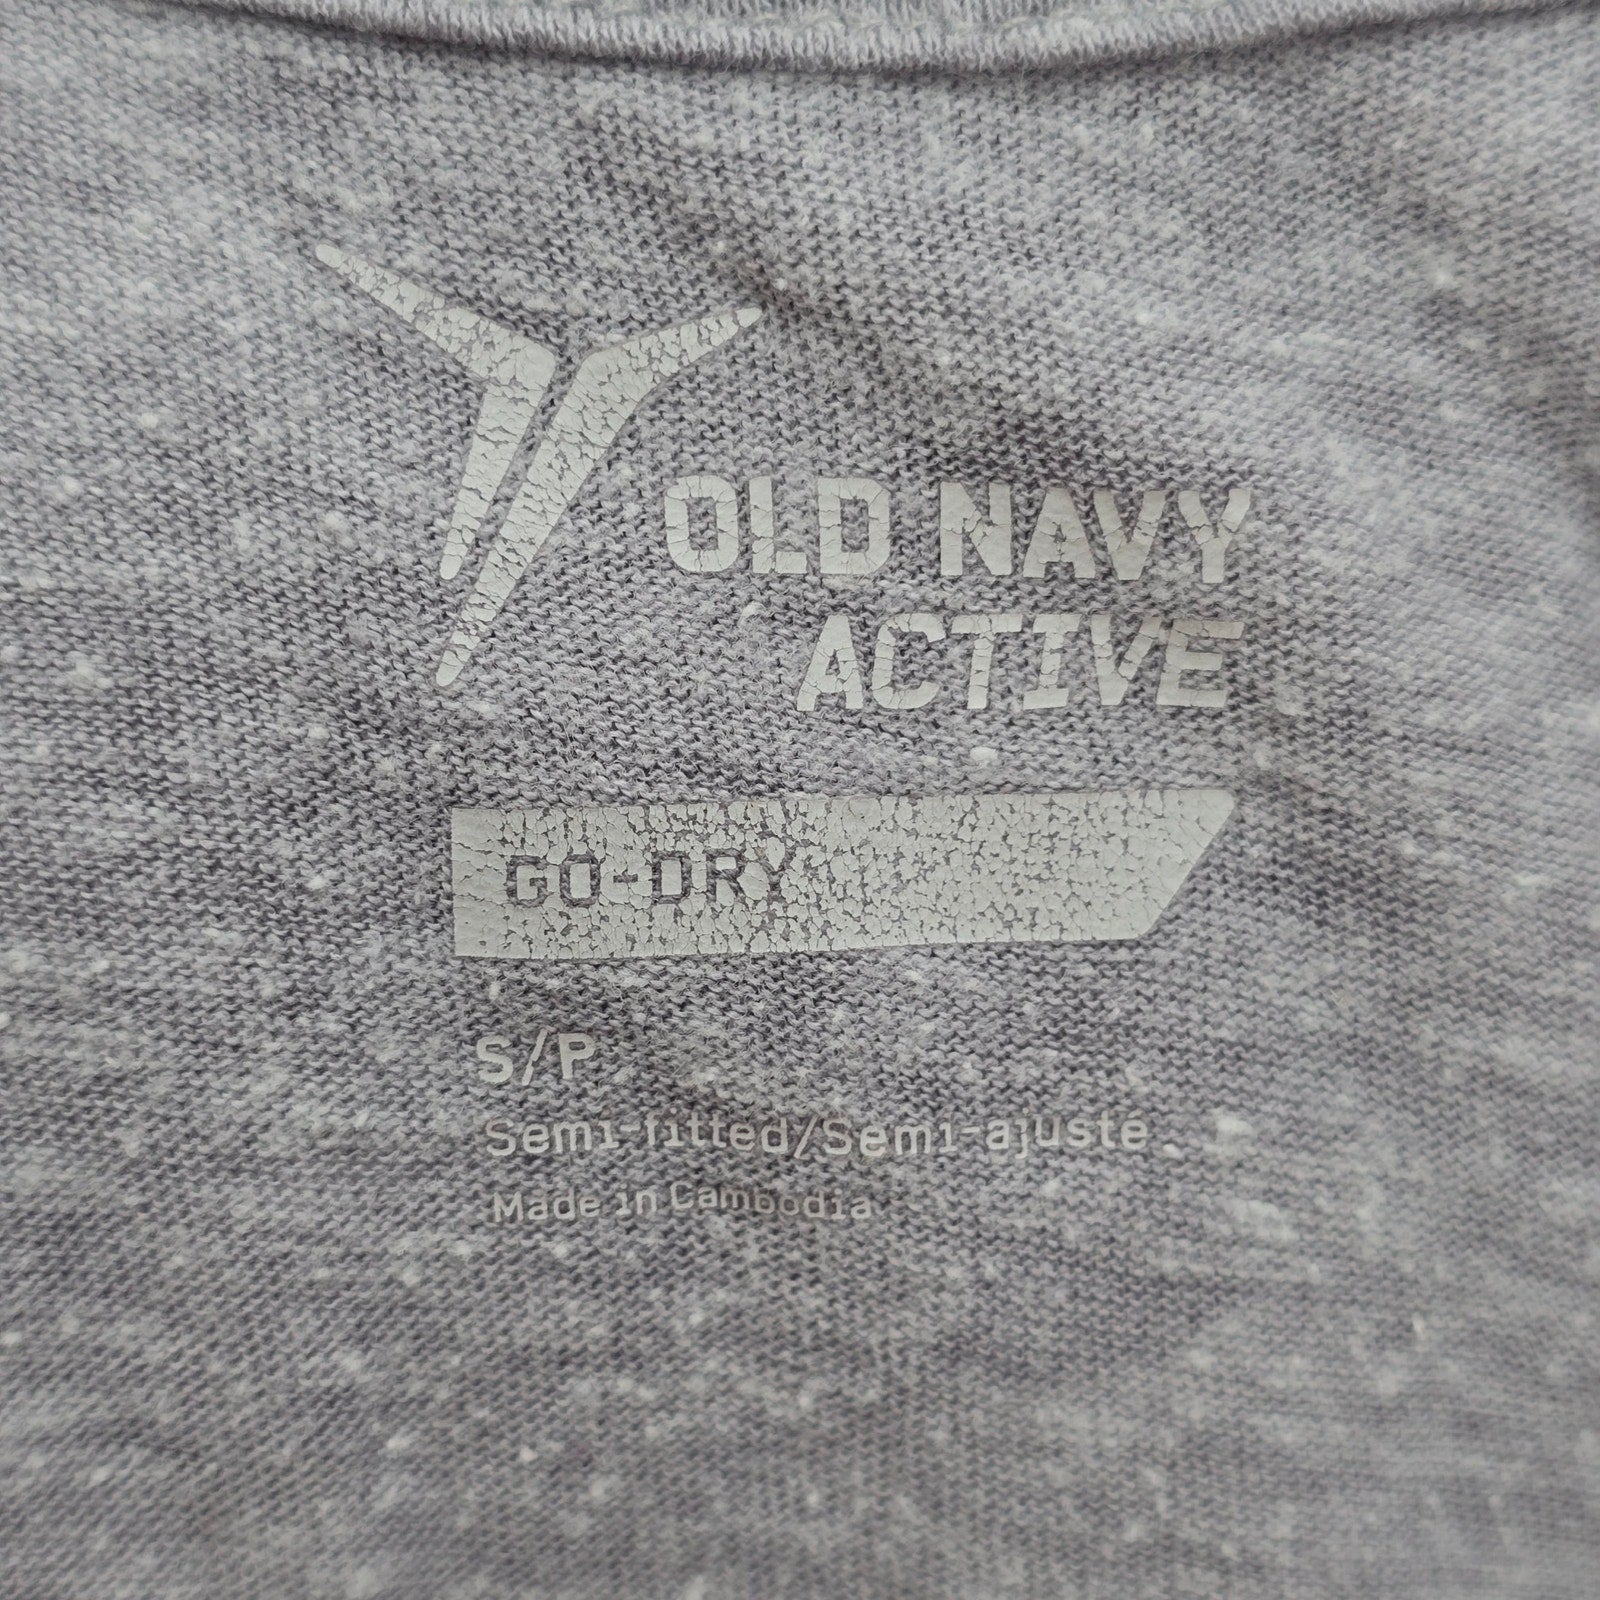 OLD NAVY
ACTIVE
GO-DRY
S/P
Semi-fitted/Semi-ajusté
Made in Cambodia